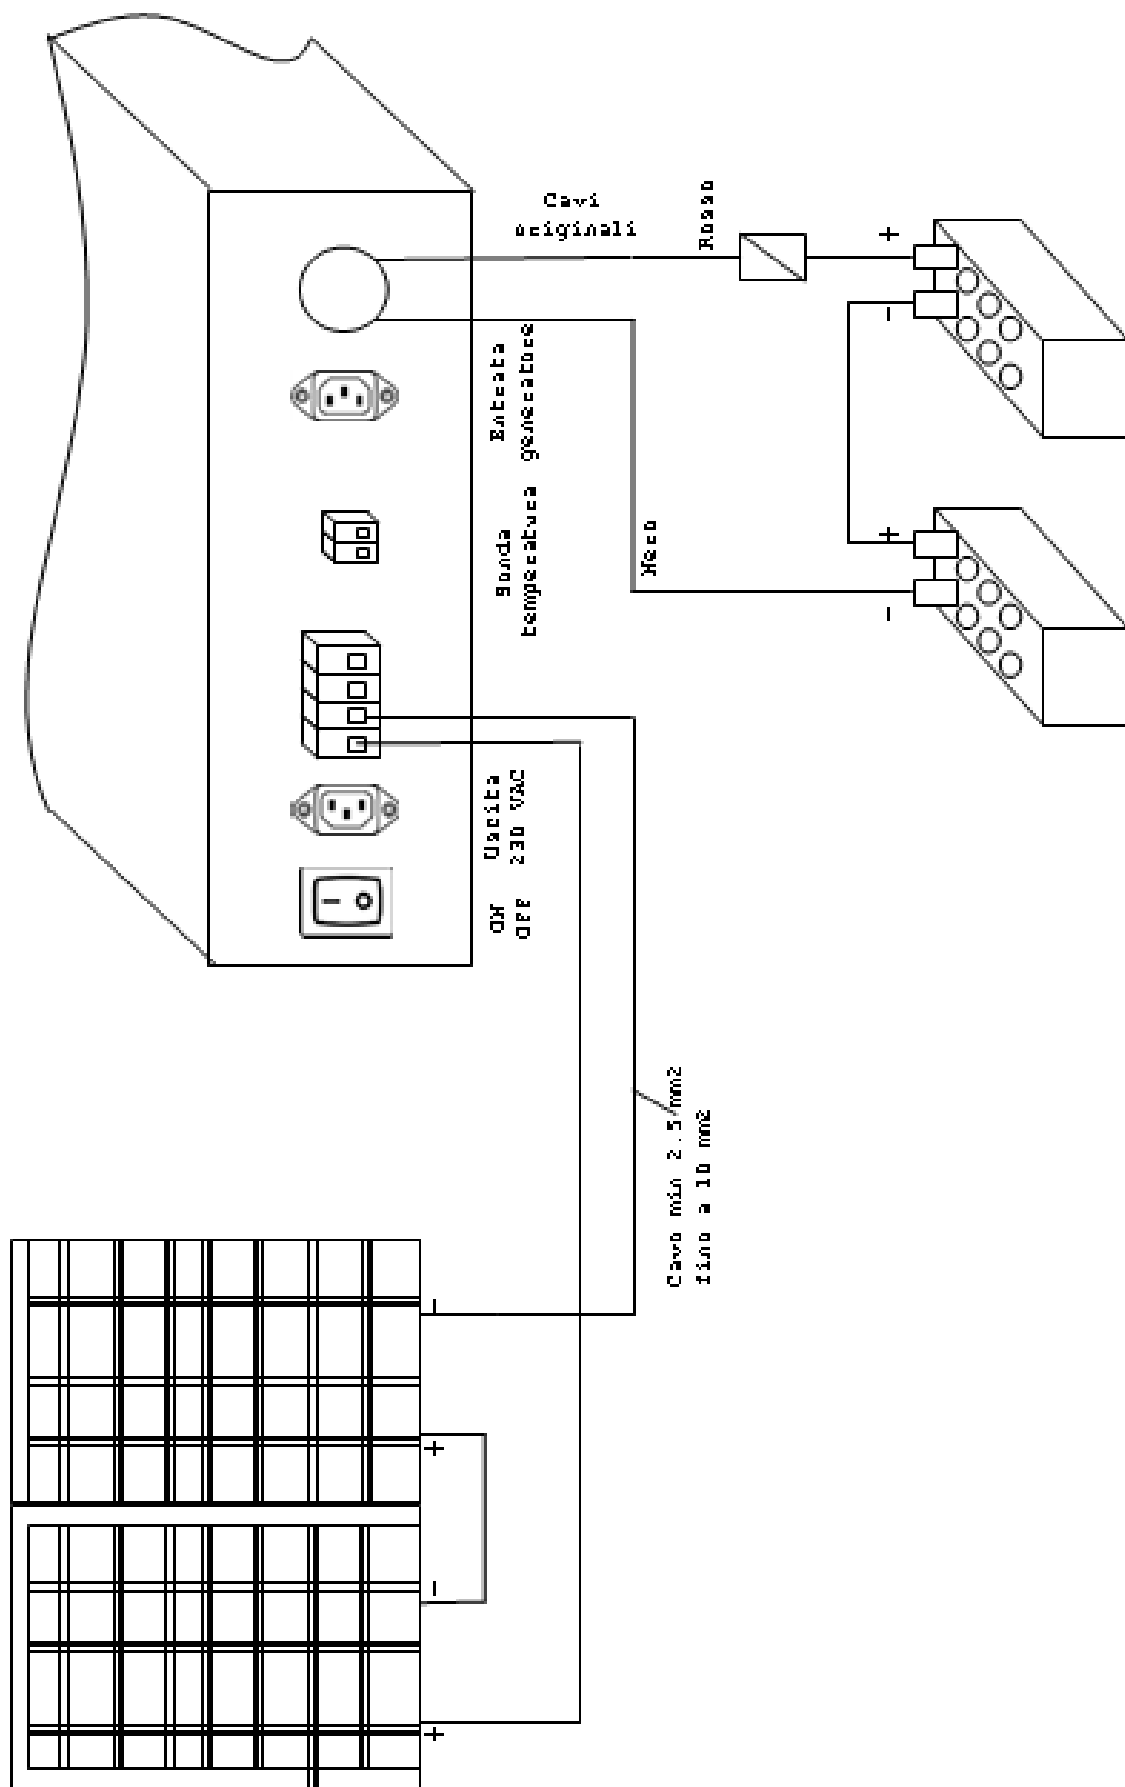 Cavi
originali
Rosso
+
-
Entrata
generatore
Sonda
temperatura
Nero
+
-
Uscita
230 VAC
ON
OFF
Cavo min 2.5 mm2
fino a 10 mm2
-
+
-
+